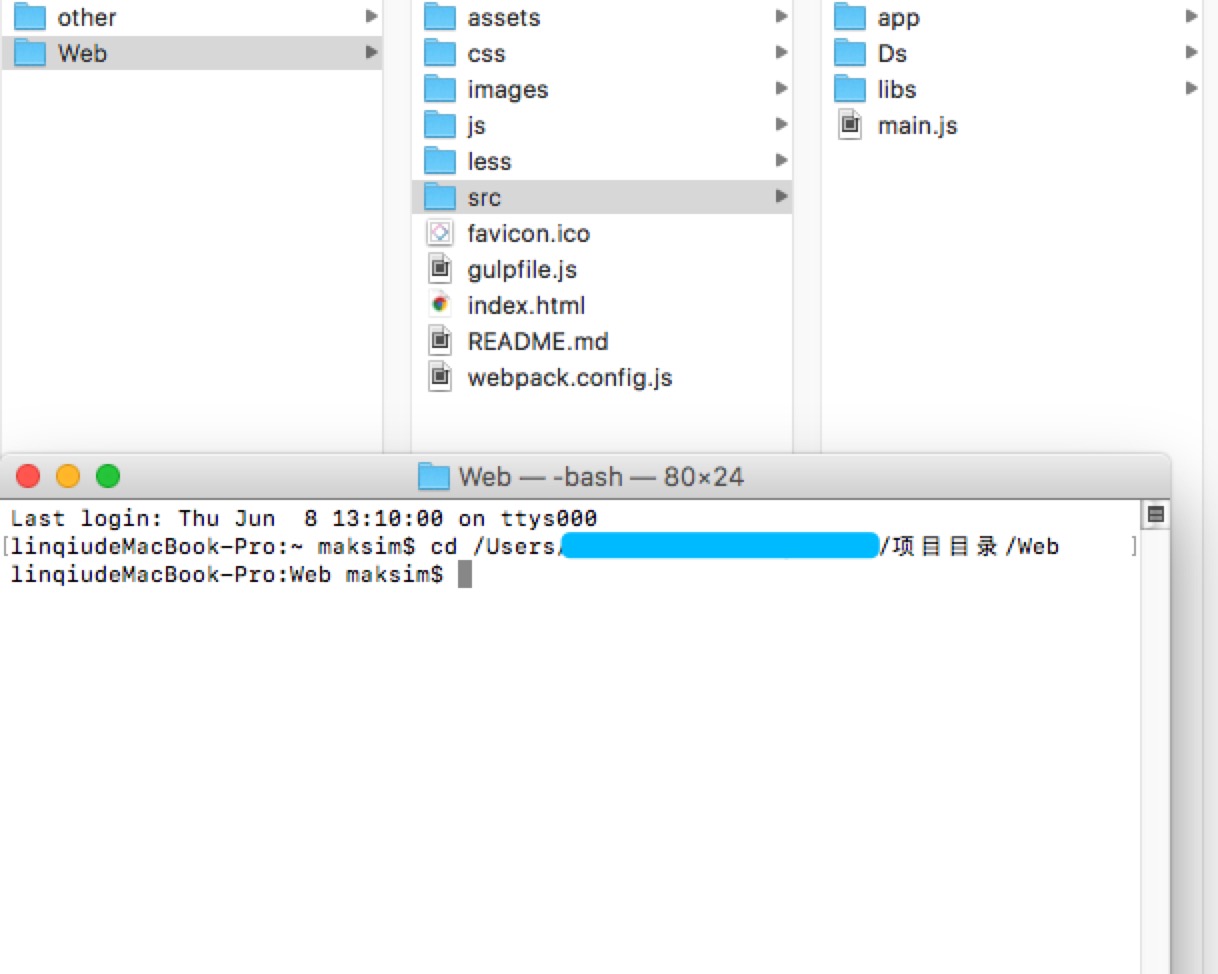 other
Web
assets
css
images
js
less
src
favicon.ico
gulpfile.js
index.html
README.md
webpack.config.js
app
Ds
libs
main.js
Web — -bash — 80×24
Last login: Thu Jun  8 13:10:00 on ttys000
[linqiudeMacBook-Pro:~ maksim$ cd /Users/ /项目目录/Web ]
linqiudeMacBook-Pro:Web maksim$